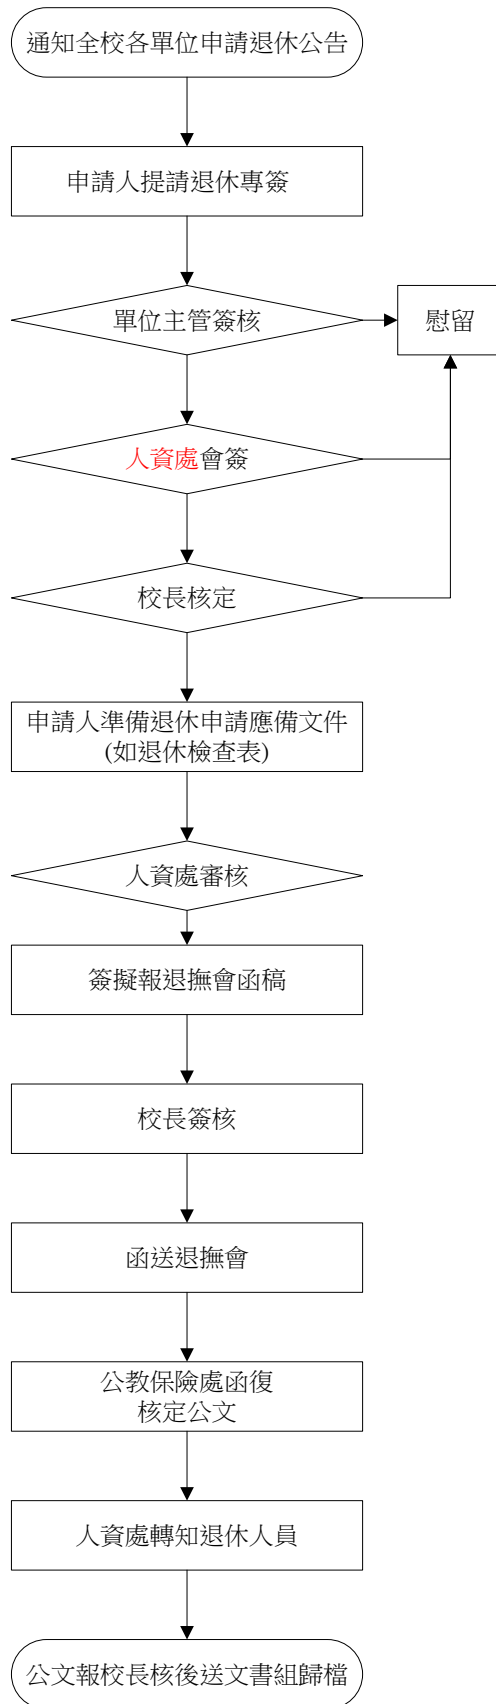 通知全校各單位申請退休公告
申請人提請退休專簽
單位主管簽核
慰留
人資處會簽
校長核定
申請人準備退休申請應備文件
(如退休檢查表)
人資處審核
簽擬報退撫會函稿
校長簽核
函送退撫會
公教保險處函復
核定公文
人資處轉知退休人員
公文報校長核後送文書組歸檔